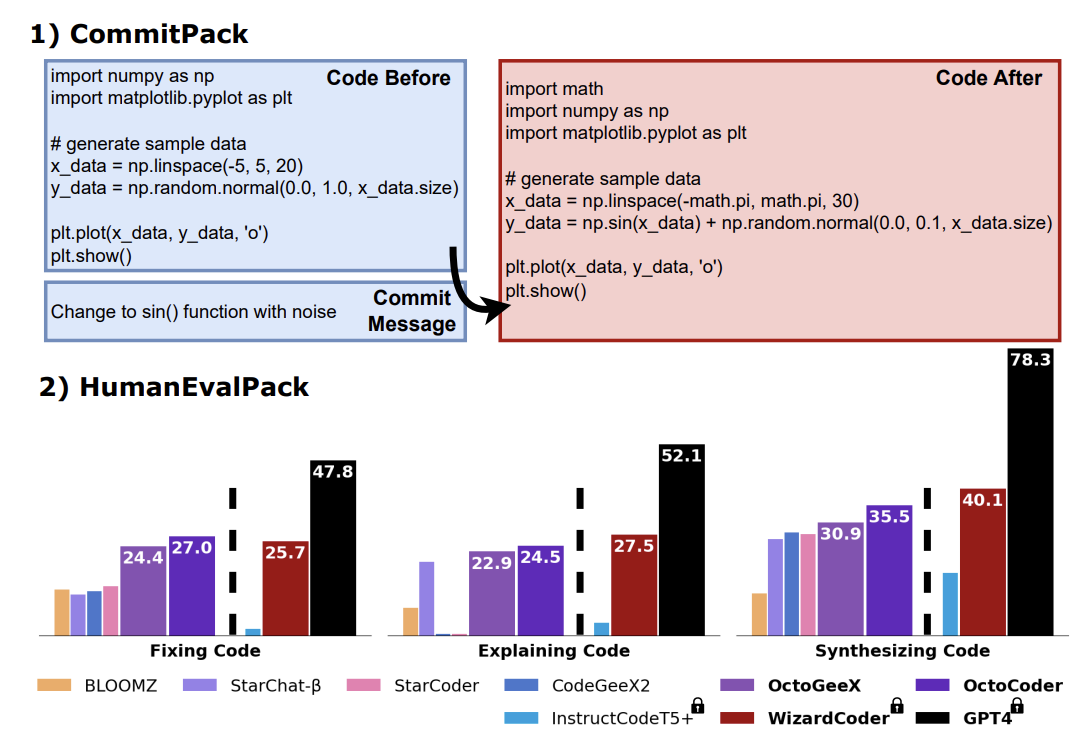 1) CommitPack
Code Before
import numpy as np
import matplotlib.pyplot as plt
# generate sample data
x_data = np.linspace(-5, 5, 20)
y_data = np.random.normal(0.0, 1.0, x_data.size)
plt.plot(x_data, y_data, 'o')
plt.show()
Change to sin() function with noise
Commit
Message
Code After
import math
import numpy as np
import matplotlib.pyplot as plt
# generate sample data
x_data = np.linspace(-math.pi, math.pi, 30)
y_data = np.sin(x_data) + np.random.normal(0.0, 0.1, x_data.size)
plt.plot(x_data, y_data, 'o')
plt.show()
2) HumanEvalPack
24.4
27.0
25.7
47.8
Fixing Code
22.9
24.5
27.5
52.1
Explaining Code
30.9
35.5
40.1
78.3
Synthesizing Code
BLOOMZ
StarChat-β
StarCoder
CodeGeeX2
OctoGeeX
OctoCoder
InstructCodeT5+
WizardCoder
GPT4